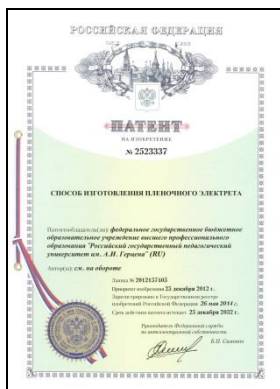 РОССИЙСКАЯ ФЕДЕРАЦИЯ
ПАТЕНТ
НА ИЗОБРЕТЕНИЕ
№ 2523337
СПОСОБ ИЗГОТОВЛЕНИЯ ПЛЕНОЧНОГО ЭЛЕКТРЕТА
Патентообладатель(ли): федеральное государственное бюджетное
образовательное учреждение высшего профессионального
образования "Российский государственный педагогический
университет им. А.И. Герцена" (RU)
Автор(ы): см. на обороте
Заявка № 2012157405
Приоритет изобретения 25 декабря 2012 г.
Зарегистрировано в Государственном реестре
изобретений Российской Федерации 26 мая 2014 г.
Срок действия патента истекает 25 декабря 2032 г.
Руководитель Федеральной службы
по интеллектуальной собственности
Б.П. Симонов